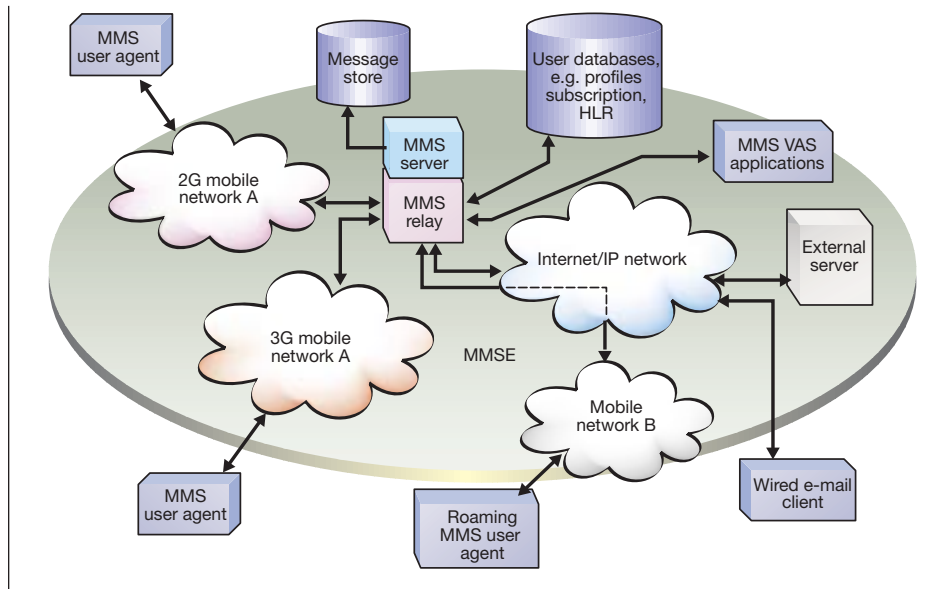 MMS
user agent
Message
store
User databases,
e.g. profiles
subscription,
HLR
MMS
server
MMS VAS
applications
2G mobile
network A
MMS
relay
Internet/IP network
External
server
3G mobile
network A
MMSE
Mobile
network B
MMS
user agent
Roaming
MMS user
agent
Wired e-mail
client